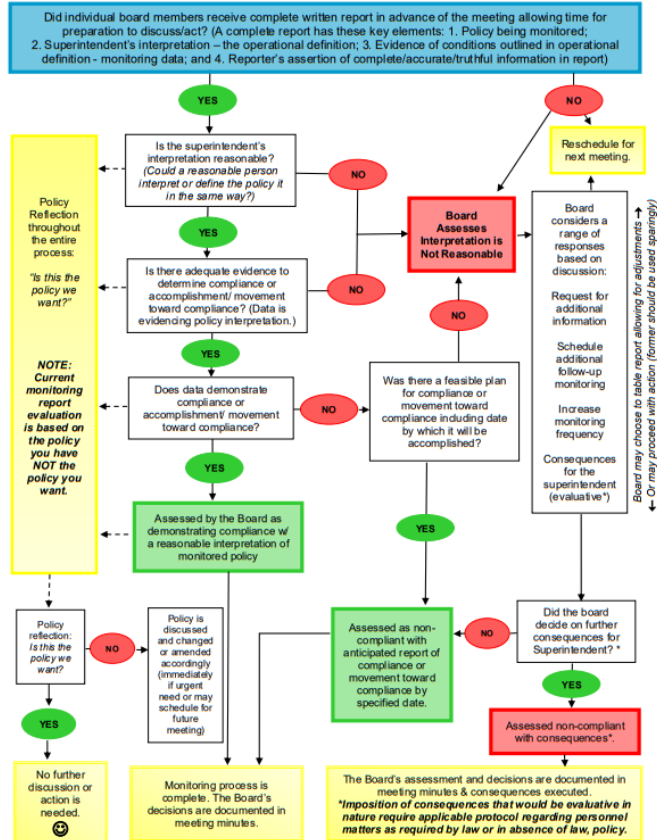 Did individual board members receive complete written report in advance of the meeting allowing time for
preparation to discuss/act? (A complete report has these key elements: 1. Policy being monitored;
2. Superintendent's interpretation – the operational definition; 3. Evidence of conditions outlined in operational
definition - monitoring data; and 4. Reporter's assertion of complete/accurate/truthful information in report)
YES
NO
Reschedule for
next meeting.
Is the superintendent's
interpretation reasonable?
(Could a reasonable person
interpret or define the policy it
in the same way?)
NO
Policy
Reflection
throughout
the entire
process:
"Is this the
policy we
want?"
NOTE:
Current
monitoring
report
evaluation
is based on
the policy
you have
NOT the
policy you
want.
YES
Board
Assesses
Interpretation is
Not Reasonable
Board
considers a
range of
responses
based on
discussion:
Request for
additional
information
Schedule
additional
follow-up
monitoring
Increase
monitoring
frequency
Consequences
for the
superintendent
(evaluative*)
Board may choose to table report allowing for adjustments →
← Or may proceed with action (former should be used sparingly)
Is there adequate evidence to
determine compliance or
accomplishment/ movement
toward compliance? (Data is
evidencing policy interpretation.)
NO
NO
YES
Does data demonstrate
compliance or
accomplishment/ movement
toward compliance?
NO
Was there a feasible plan
for compliance or
movement toward
compliance including date
by which it will be
accomplished?
YES
YES
Assessed by the Board as
demonstrating compliance w/
a reasonable interpretation of
monitored policy
Policy
reflection:
Is this the
policy we
want?
NO
Policy is
discussed and
changed or
amended
accordingly
(immediately
if urgent
need or may
schedule for
future
meeting)
Assessed as non-
compliant with
anticipated report of
compliance or
movement toward
compliance by
specified date.
NO
Did the board
decide on further
consequences for
Superintendent? *
YES
YES
Assessed non-compliant
with consequences*.
No further
discussion or
action is
needed.
Monitoring process is
complete. The Board's
decisions are documented in
meeting minutes.
The Board's assessment and decisions are documented in
meeting minutes & consequences executed.
*Imposition of consequences that would be evaluative in
nature require applicable protocol regarding personnel
matters as required by law or in absence of law, policy.